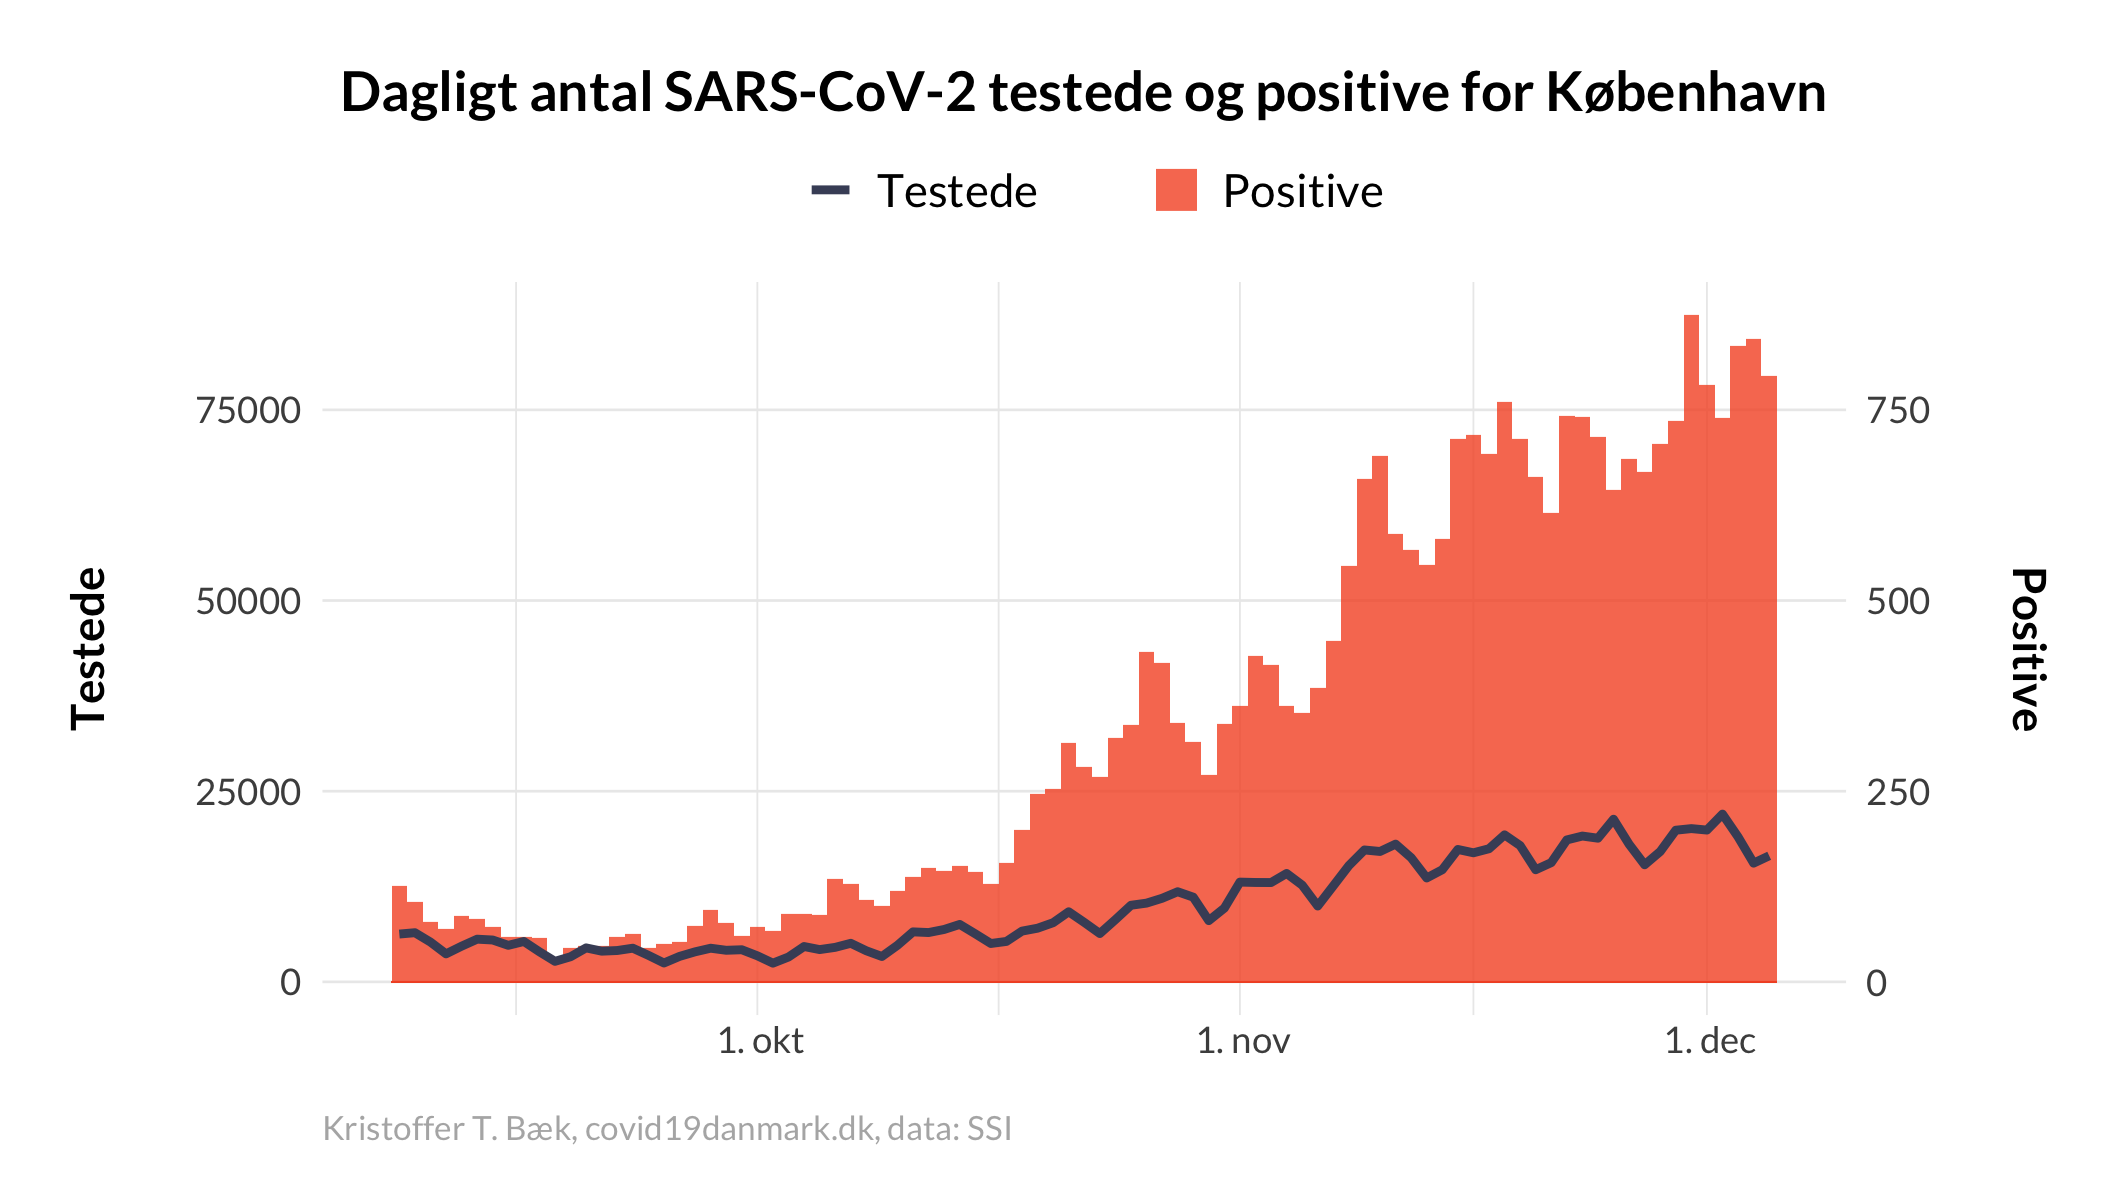 Dagligt antal SARS-CoV-2 testede og positive for København
Testede
Positive
75000
50000
25000
0
Testede
750
500
250
0
Positive
1. okt
1. nov
1. dec
Kristoffer T. Bæk, covid19danmark.dk, data: SSI